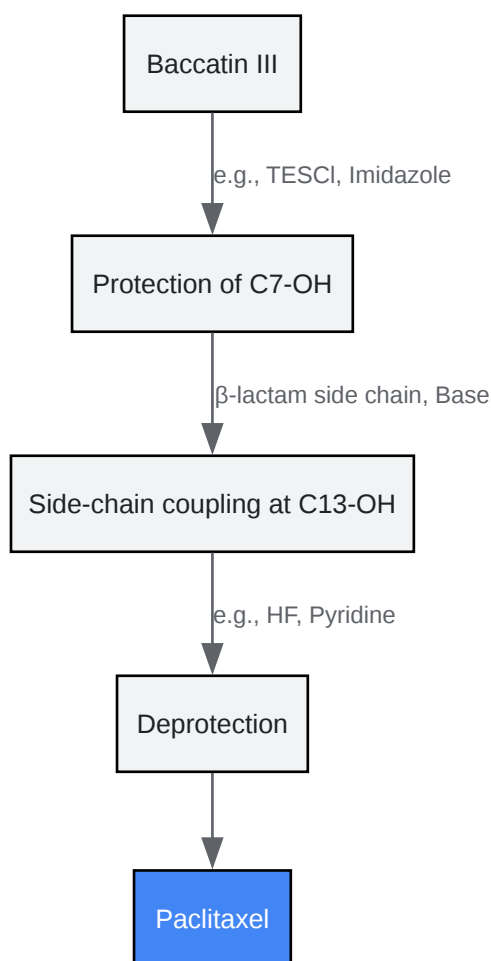 Baccatin III
e.g., TESCl, Imidazole
Protection of C7-OH
β-lactam side chain, Base
Side-chain coupling at C13-OH
e.g., HF, Pyridine
Deprotection
Paclitaxel